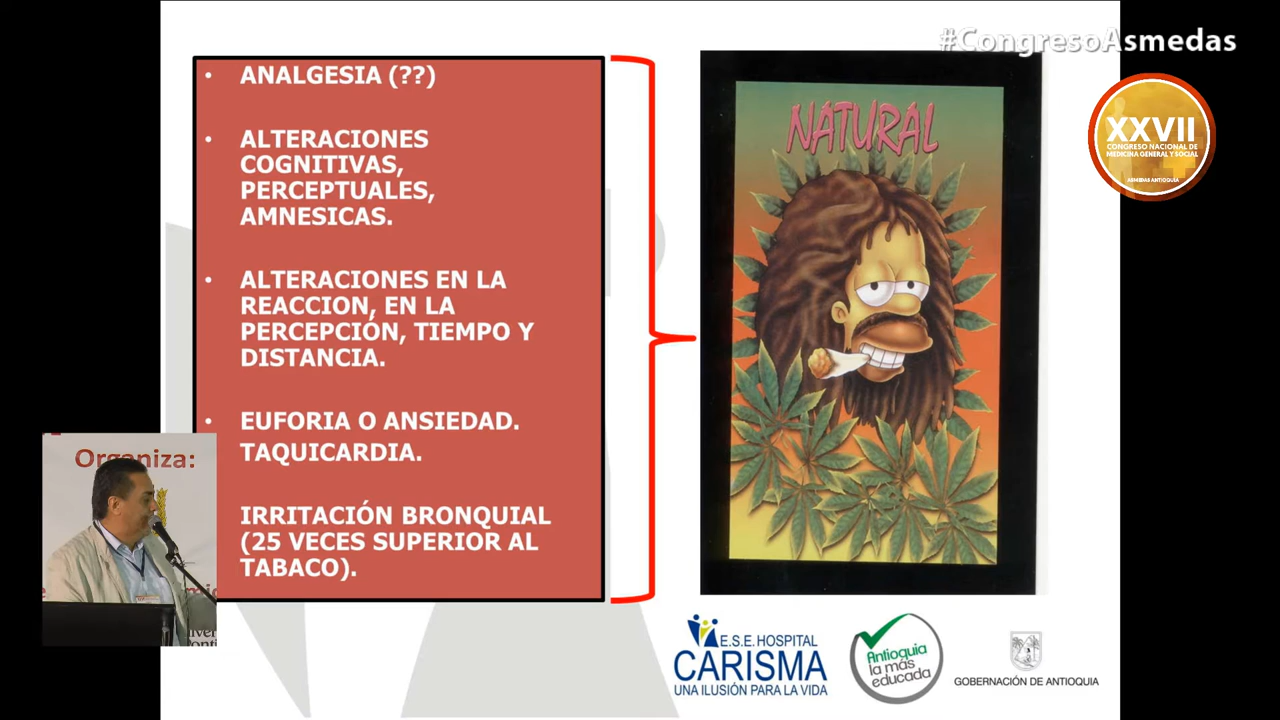 #CongresoAsmedas
XXVII
CONGRESO NACIONAL DE
MEDICINA GENERAL Y SOCIAL
ASMEDAS ANTIOQUIA
• ANALGESIA (??)
• ALTERACIONES
COGNITIVAS,
PERCEPTUALES,
AMNESICAS.
• ALTERACIONES EN LA
REACCION, EN LA
PERCEPCIÓN, TIEMPO Y
DISTANCIA.
• EUFORIA O ANSIEDAD.
TAQUICARDIA.
IRRITACIÓN BRONQUIAL
(25 VECES SUPERIOR AL
TABACO).
NATURAL
Organiza:
E.S.E. HOSPITAL
CARISMA
UNA ILUSIÓN PARA LA VIDA
Antioquia
la más
educada
GOBERNACIÓN DE ANTIOQUIA